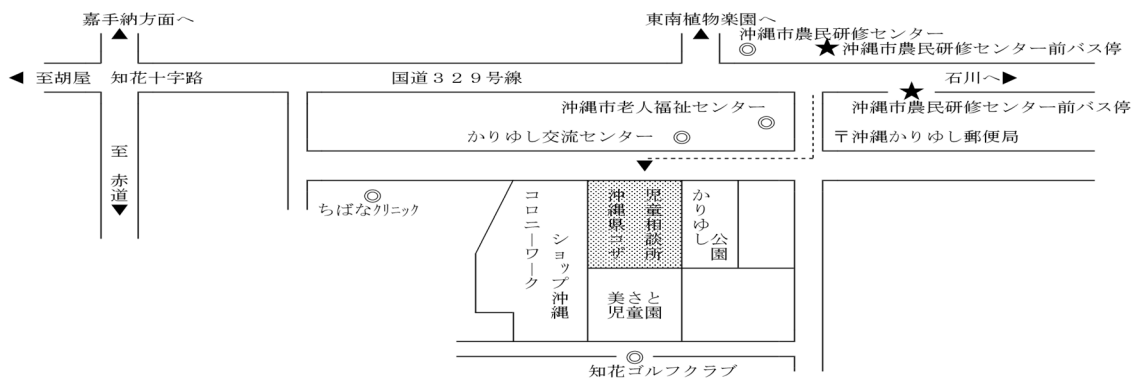 嘉手納方面へ
東南植物楽園へ
沖縄市農民研修センター
沖縄市農民研修センター前バス停
至胡屋　知花十字路
国道３２９号線
石川へ
沖縄市老人福祉センター
沖縄市農民研修センター前バス停
かりゆし交流センター
〒沖縄かりゆし郵便局
至　赤道
ちばなクリニック
コロニーワーク
ショップ沖縄
児童相談所
沖縄県コザ
かりゆし
公園
美さと
児童園
知花ゴルフクラブ